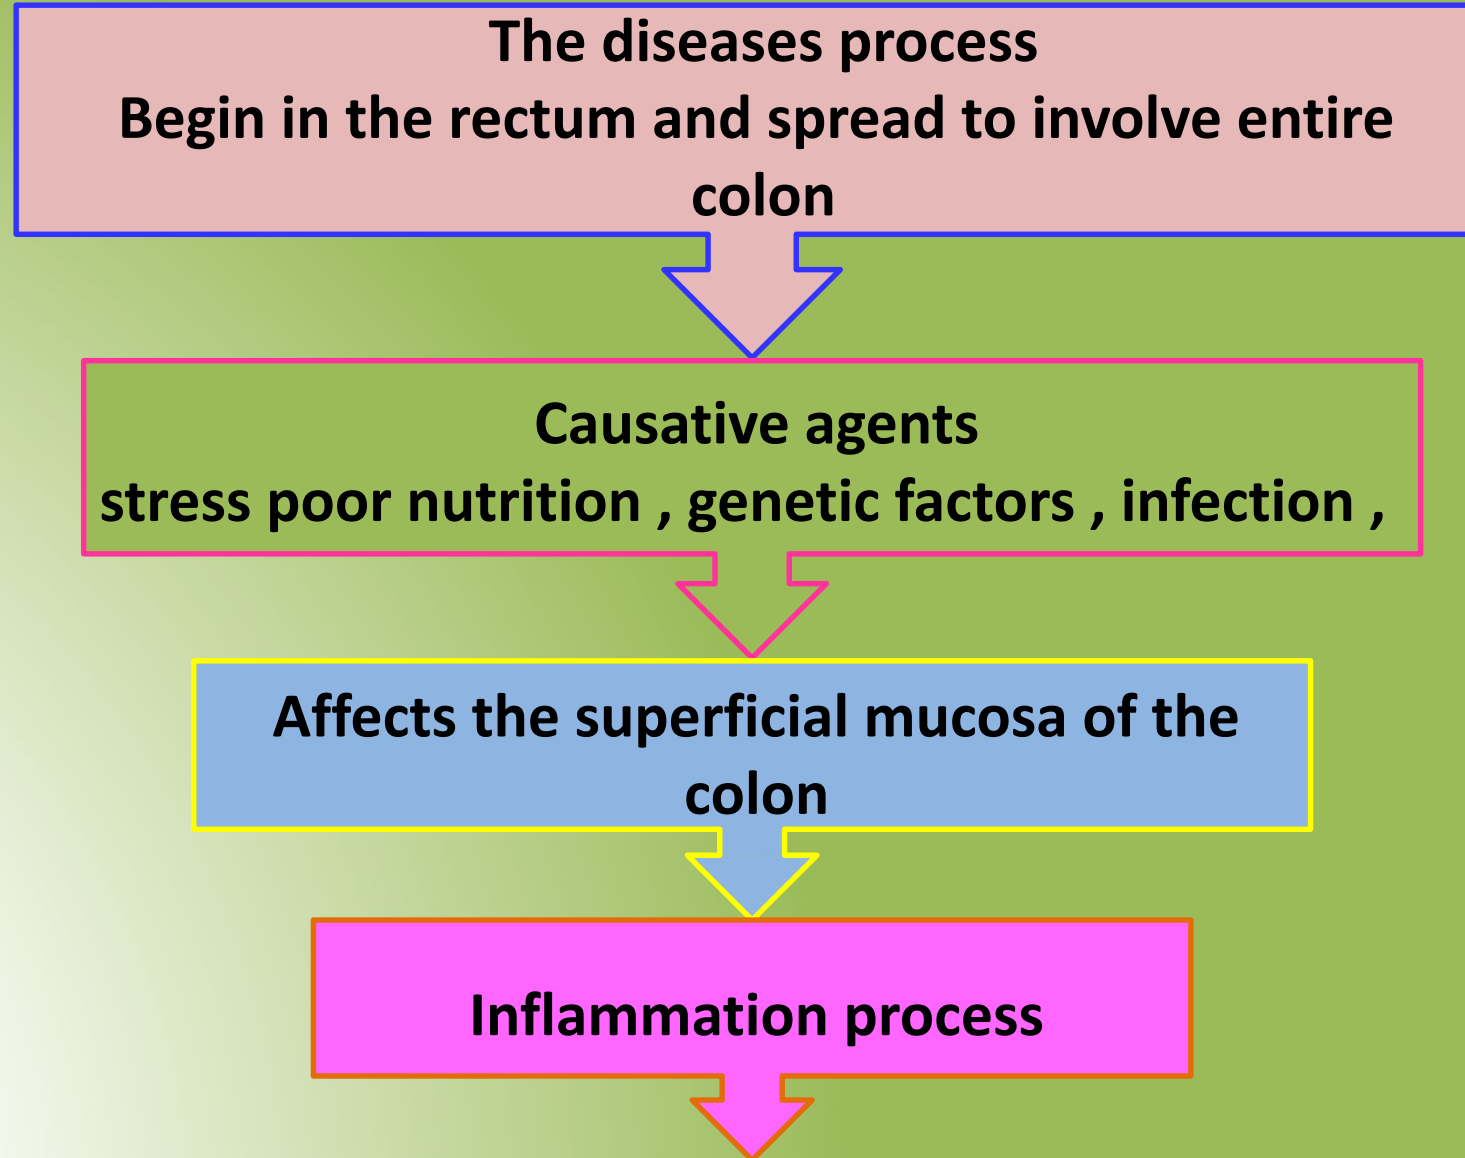 The diseases process
Begin in the rectum and spread to involve entire
colon
Causative agents
stress poor nutrition , genetic factors , infection ,
Affects the superficial mucosa of the
colon
Inflammation process